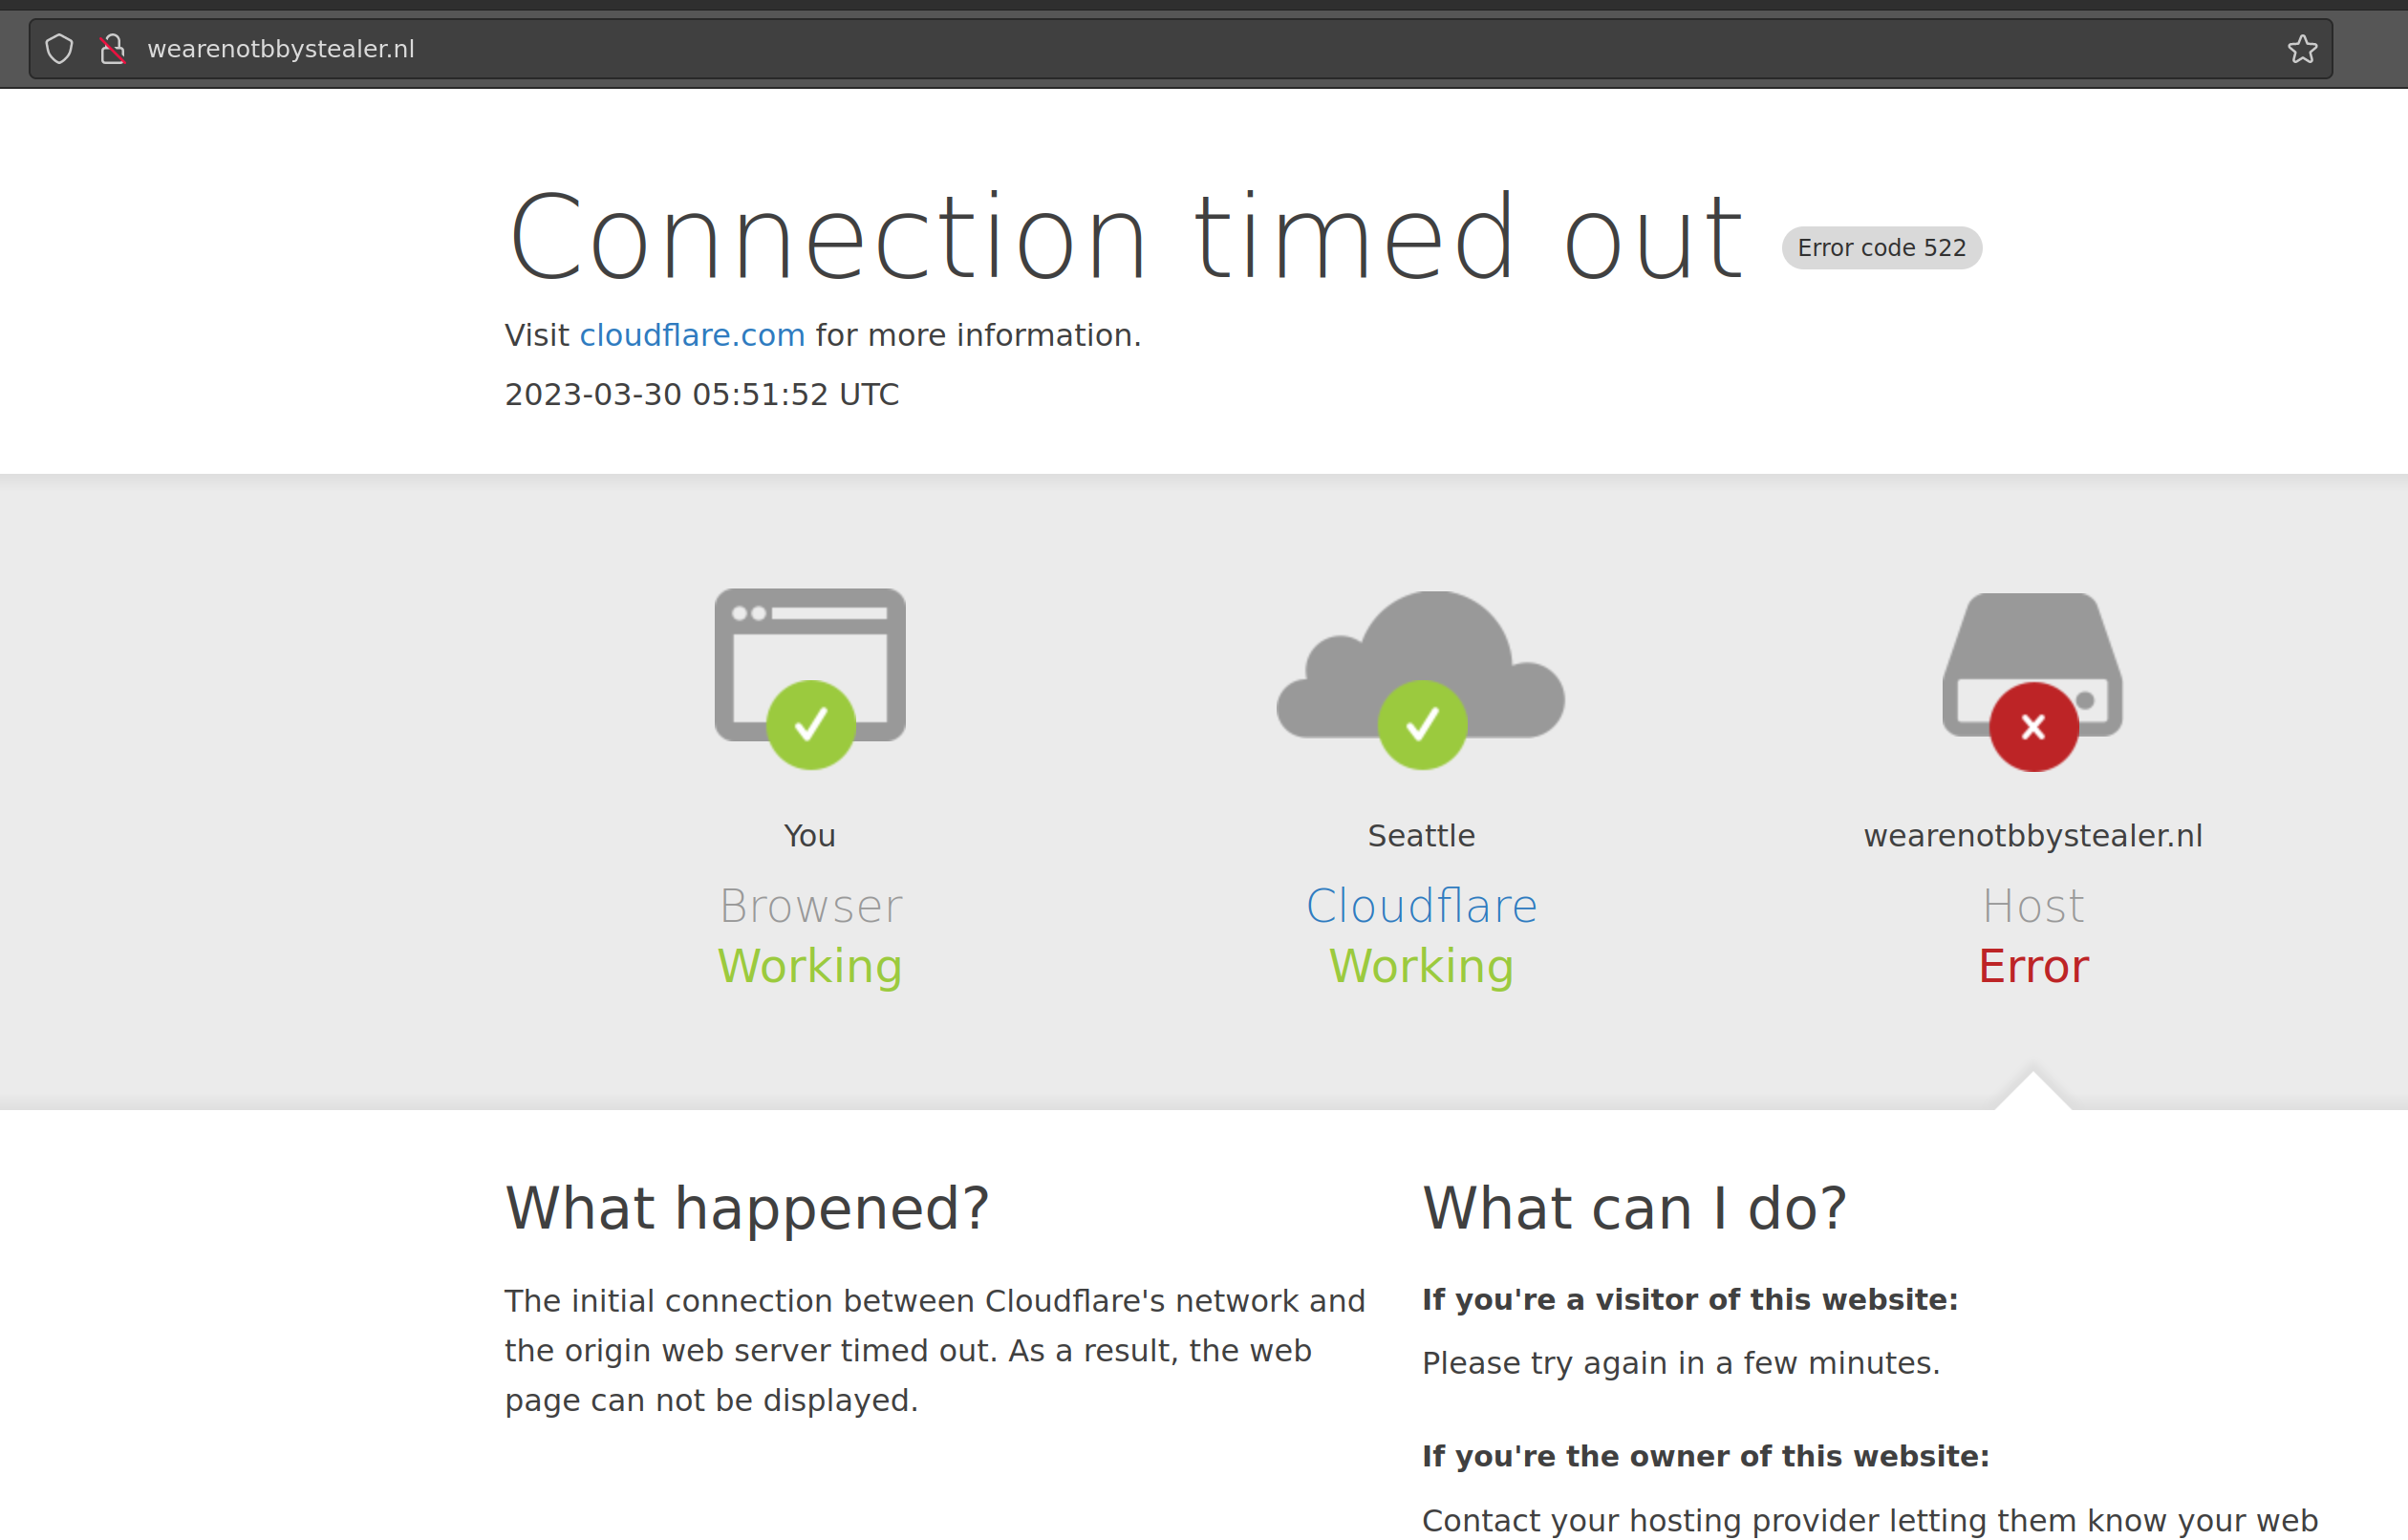 wearenotbbystealer.nl
Connection timed out Error code 522
Visit cloudflare.com for more information.
2023-03-30 05:51:52 UTC
You
Browser
Working
Seattle
Cloudflare
Working
wearenotbbystealer.nl
Host
Error
What happened?
The initial connection between Cloudflare's network and
the origin web server timed out. As a result, the web
page can not be displayed.
What can I do?
If you're a visitor of this website:
Please try again in a few minutes.
If you're the owner of this website:
Contact your hosting provider letting them know your web